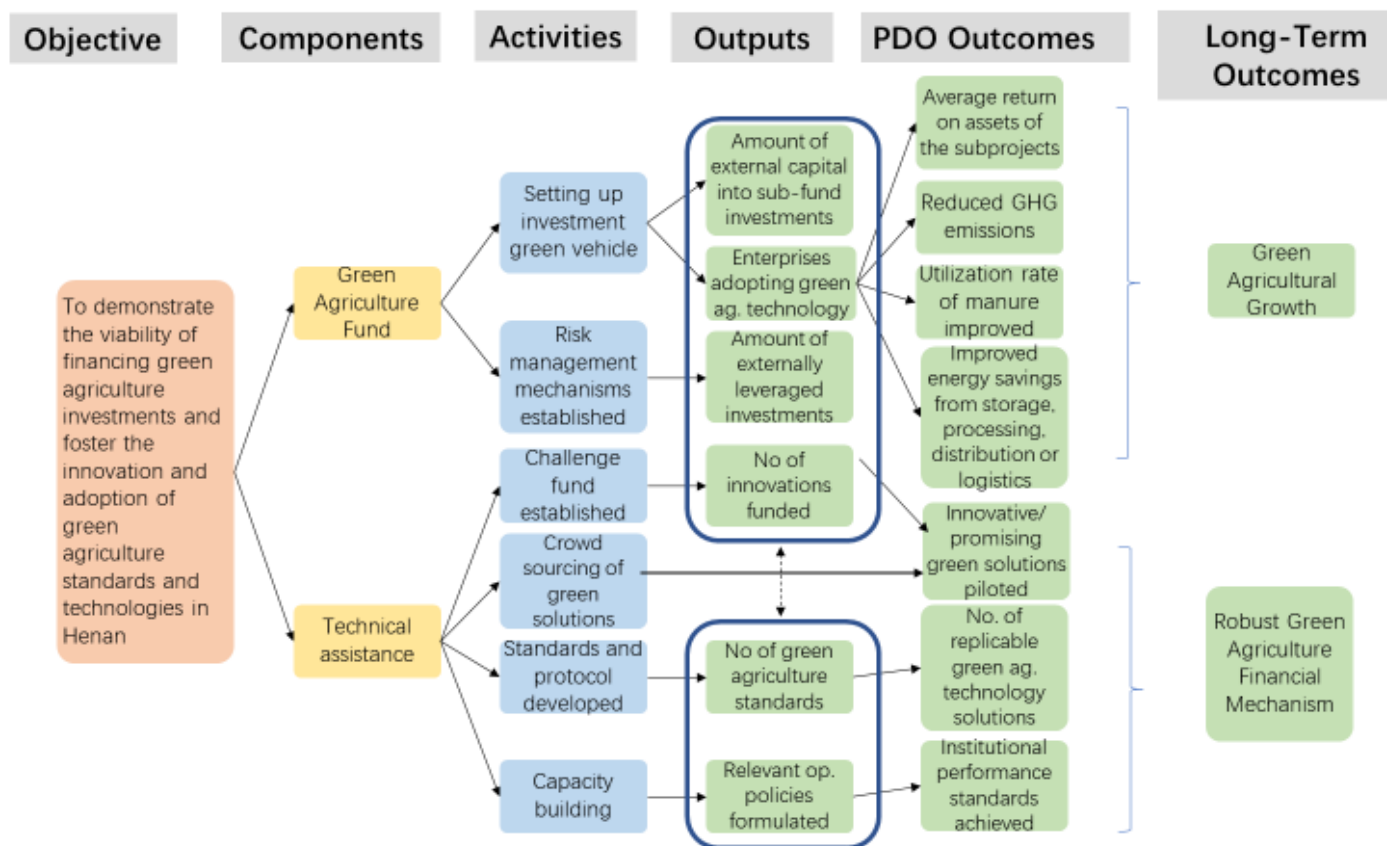 Objective
Components
Activities
Outputs
PDO Outcomes
Long-Term
Outcomes
To demonstrate
the viability of
financing green
agriculture
investments and
foster the
innovation and
adoption of
green
agriculture
standards and
technologies in
Henan
Green
Agriculture
Fund
Technical
assistance
Setting up
investment
green vehicle
Risk
management
mechanisms
established
Challenge
fund
established
Crowd
sourcing of
green
solutions
Standards and
protocol
developed
Capacity
building
Amount of
external capital
into sub-fund
investments
Enterprises
adopting green
ag. technology
Amount of
externally
leveraged
investments
No of
innovations
funded
No of green
agriculture
standards
Relevant op.
policies
formulated
Average return
on assets of
the subprojects
Reduced GHG
emissions
Utilization rate
of manure
improved
Improved
energy savings
from storage,
processing,
distribution or
logistics
Innovative/
promising
green solutions
piloted
No. of
replicable
green ag.
technology
solutions
Institutional
performance
standards
achieved
Green
Agricultural
Growth
Robust Green
Agriculture
Financial
Mechanism